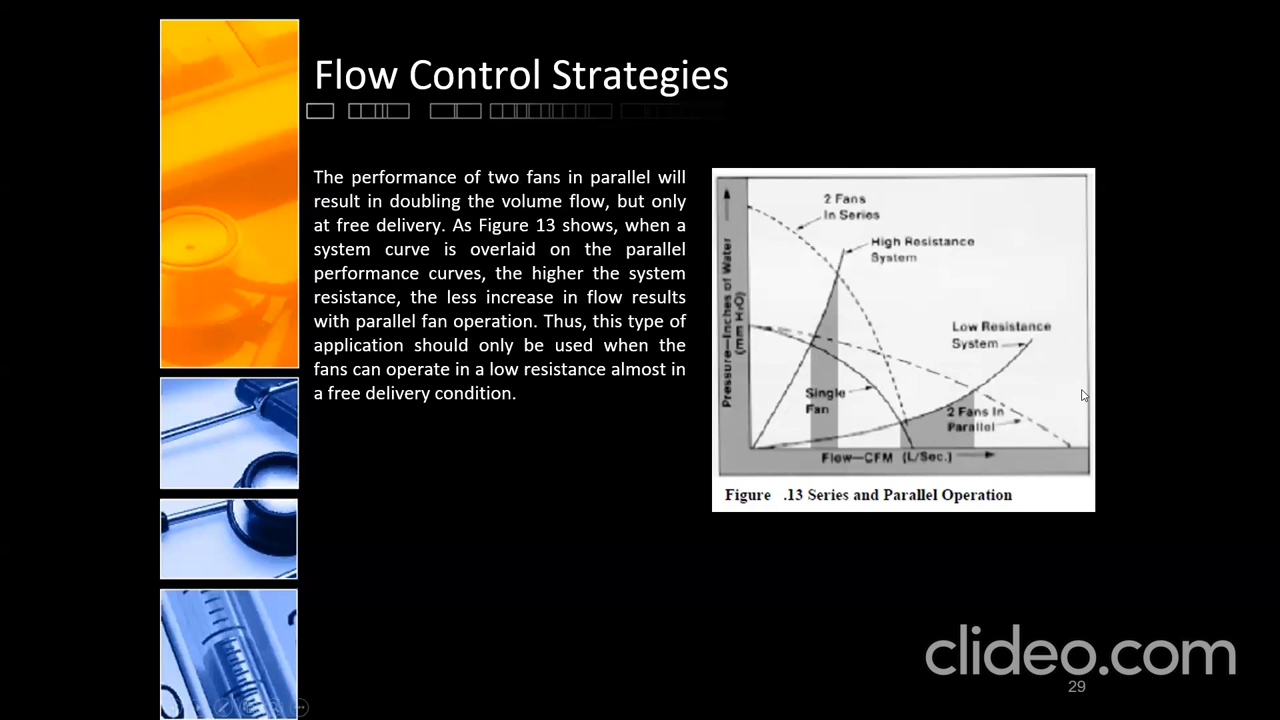 Flow Control Strategies
The performance of two fans in parallel will
result in doubling the volume flow, but only
at free delivery. As Figure 13 shows, when a
system curve is overlaid on the parallel
performance curves, the higher the system
resistance, the less increase in flow results
with parallel fan operation. Thus, this type of
application should only be used when the
fans can operate in a low resistance almost in
a free delivery condition.
2 Fans
In Series
High Resistance
System
Low Resistance
System
Single
Fan
2 Fans In
Parallel
Pressure—Inches of Water
(mm H₂O)
Flow—CFM (L/Sec.)
Figure .13 Series and Parallel Operation
clideo.com
29